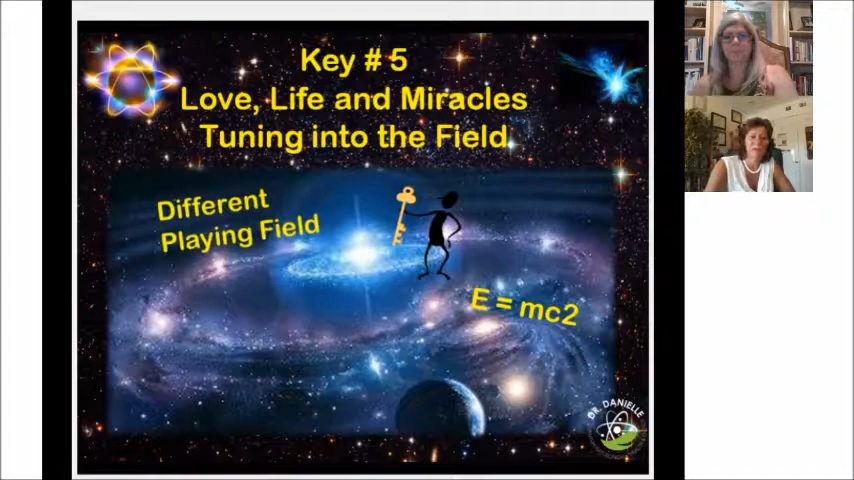 Key # 5
Love, Life and Miracles
Tuning into the Field
Different
Playing Field
E = mc2
DR. DANIELLE